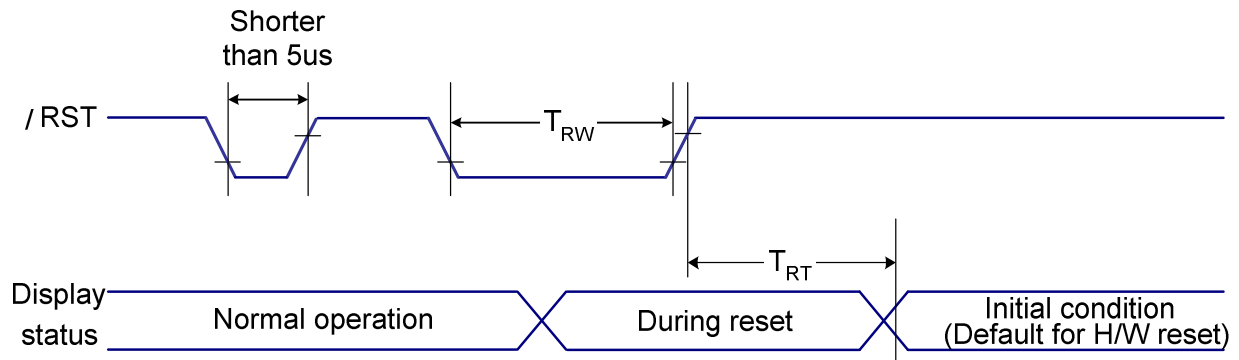 Shorter
than 5us
/ RST
TRW
TRT
Display
status
Normal operation
During reset
Initial condition
(Default for H/W reset)